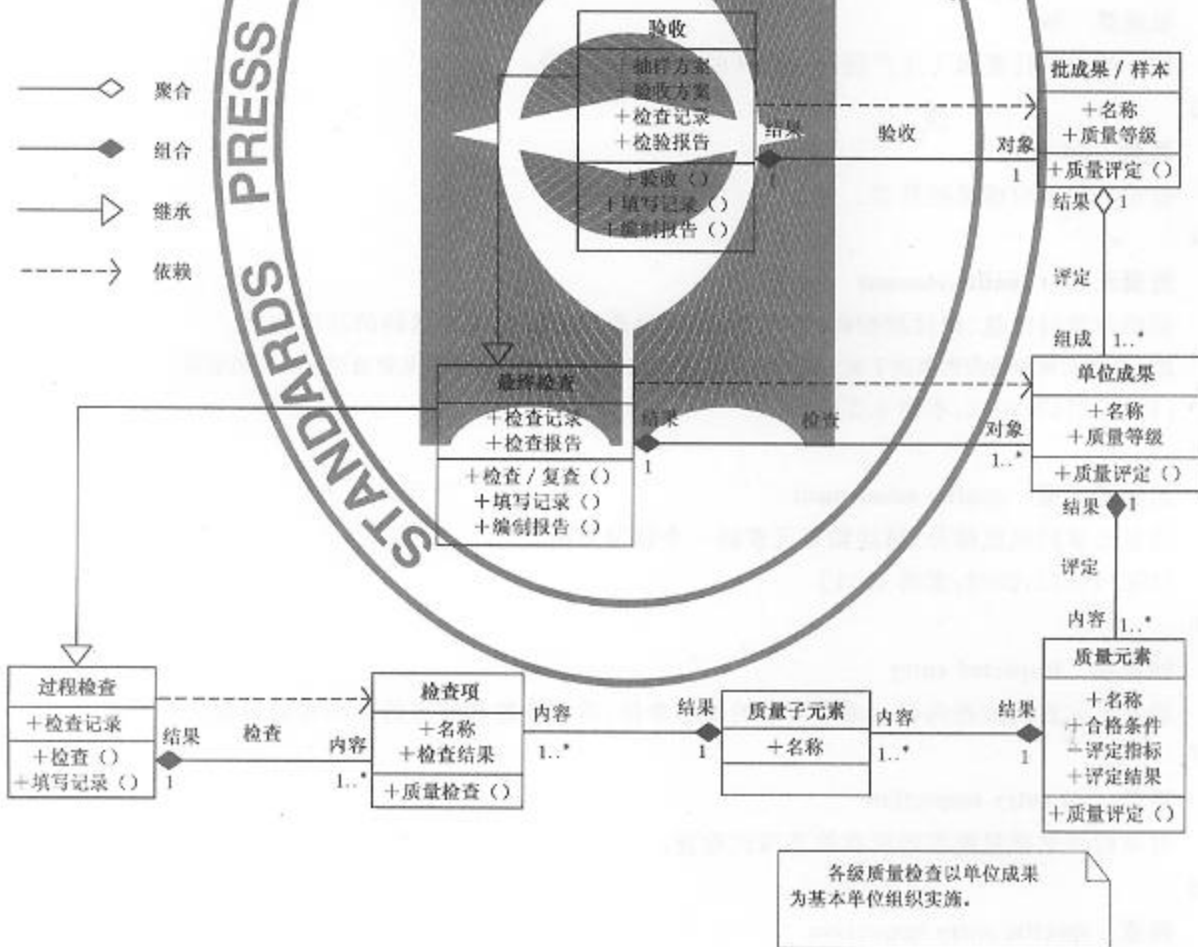 验收
+抽样方案
+验收方案
+检查记录
+检验报告
+验收（）
+填写记录（）
+编制报告（）
聚合
组合
继承
依赖
批成果 / 样本
+名称
+质量等级
+质量评定（）
结果
1
验收
对象
1
结果
1
评定
组成
1..*
PRESS
STANDARDS
最终检查
+检查记录
+检查报告
+检查 / 复查（）
+填写记录（）
+编制报告（）
结果
1
检查
对象
1..*
单位成果
+名称
+质量等级
+质量评定（）
结果
1
评定
内容
1..*
过程检查
+检查记录
+检查（）
+填写记录（）
结果
1
检查
内容
1..*
检查项
+名称
+检查结果
+质量检查（）
内容
1..*
结果
1
质量子元素
+名称
内容
1..*
结果
1
质量元素
+名称
+合格条件
－评定指标
+评定结果
+质量评定（）
各级质量检查以单位成果
为基本单位组织实施。